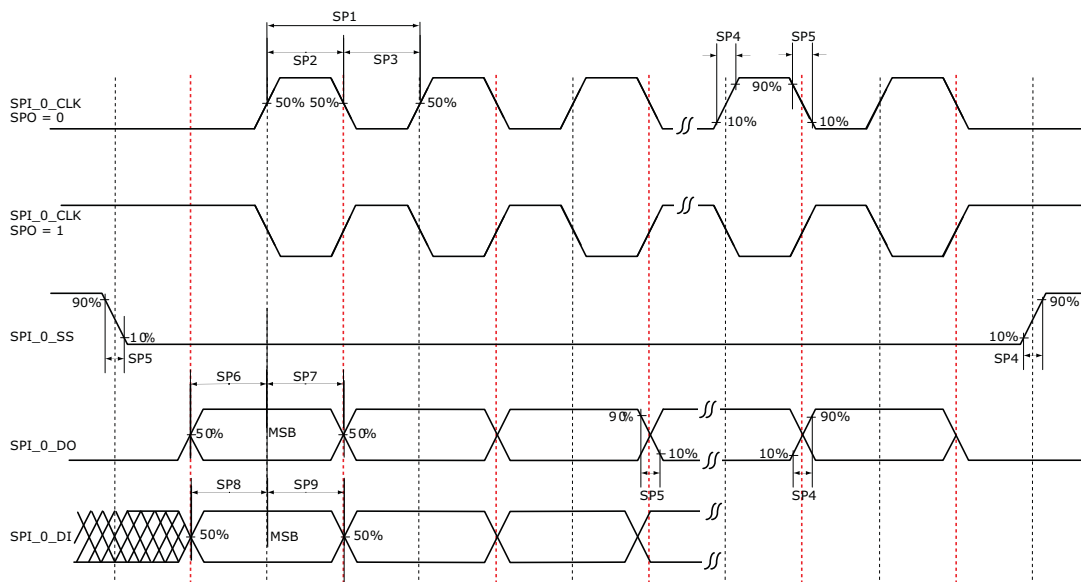 SP1
SP4 SP5
SP2 SP3
SPI_0_CLK
SPO = 0
50% 50% 50%
90%
10% 10%
SPI_0_CLK
SPO = 1
90% 90%
SPI_0_SS
10% 10%
SP5 SP4
SP6 SP7
90% 90%
50% MSB 50%
SPI_0_DO
10% 10%
SP8 SP9 SP5 SP4
SPI_0_DI
50% MSB 50%